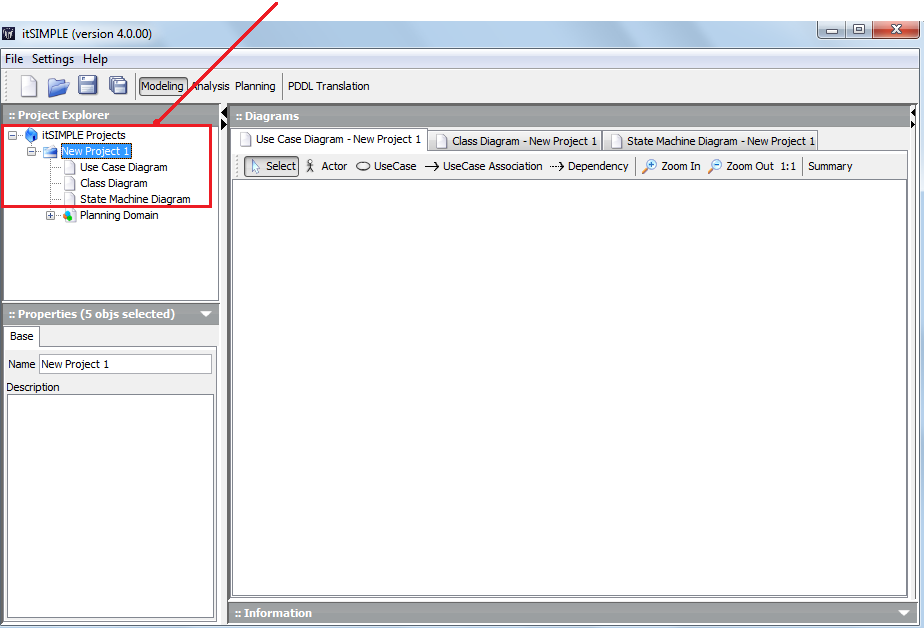 itSIMPLE (version 4.0.00)
File Settings Help
Modeling Analysis Planning PDDL Translation
:: Project Explorer
itSIMPLE Projects
New Project 1
Use Case Diagram
Class Diagram
State Machine Diagram
Planning Domain
:: Properties (5 objs selected)
Base
Name New Project 1
Description
:: Diagrams
Use Case Diagram - New Project 1 Class Diagram - New Project 1 State Machine Diagram - New Project 1
Select Actor UseCase UseCase Association Dependency Zoom In Zoom Out 1:1 Summary
:: Information